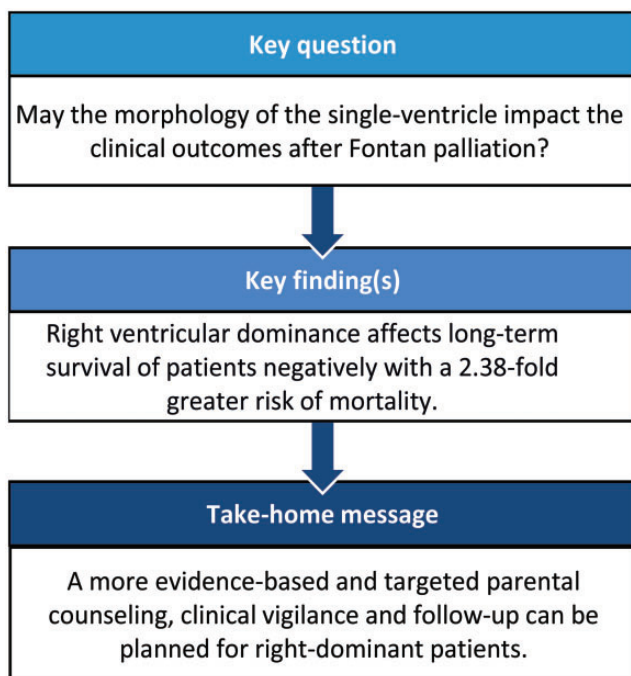 Key question
May the morphology of the single-ventricle impact the
clinical outcomes after Fontan palliation?
Key finding(s)
Right ventricular dominance affects long-term
survival of patients negatively with a 2.38-fold
greater risk of mortality.
Take-home message
A more evidence-based and targeted parental
counseling, clinical vigilance and follow-up can be
planned for right-dominant patients.